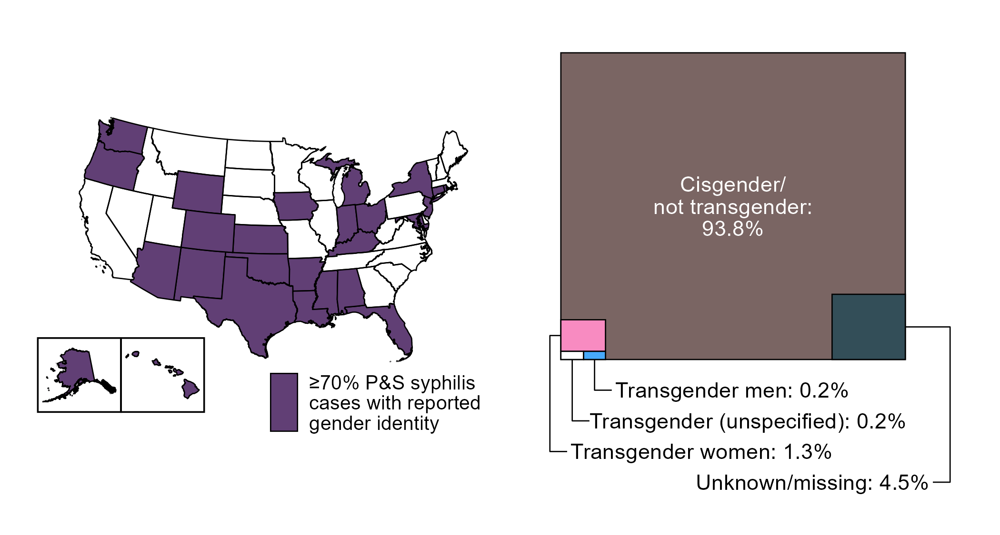 ≥70% P&S syphilis
cases with reported
gender identity
Cisgender/
not transgender:
93.8%
Transgender men: 0.2%
Transgender (unspecified): 0.2%
Transgender women: 1.3%
Unknown/missing: 4.5%